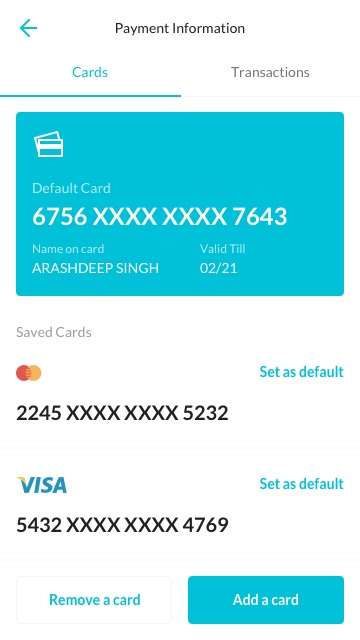 Payment Information
Cards
Transactions
Default Card
6756 XXXX XXXX 7643
Name on card
Valid Till
ARASHDEEP SINGH
02/21
Saved Cards
Set as default
2245 XXXX XXXX 5232
VISA
Set as default
5432 XXXX XXXX 4769
Remove a card
Add a card